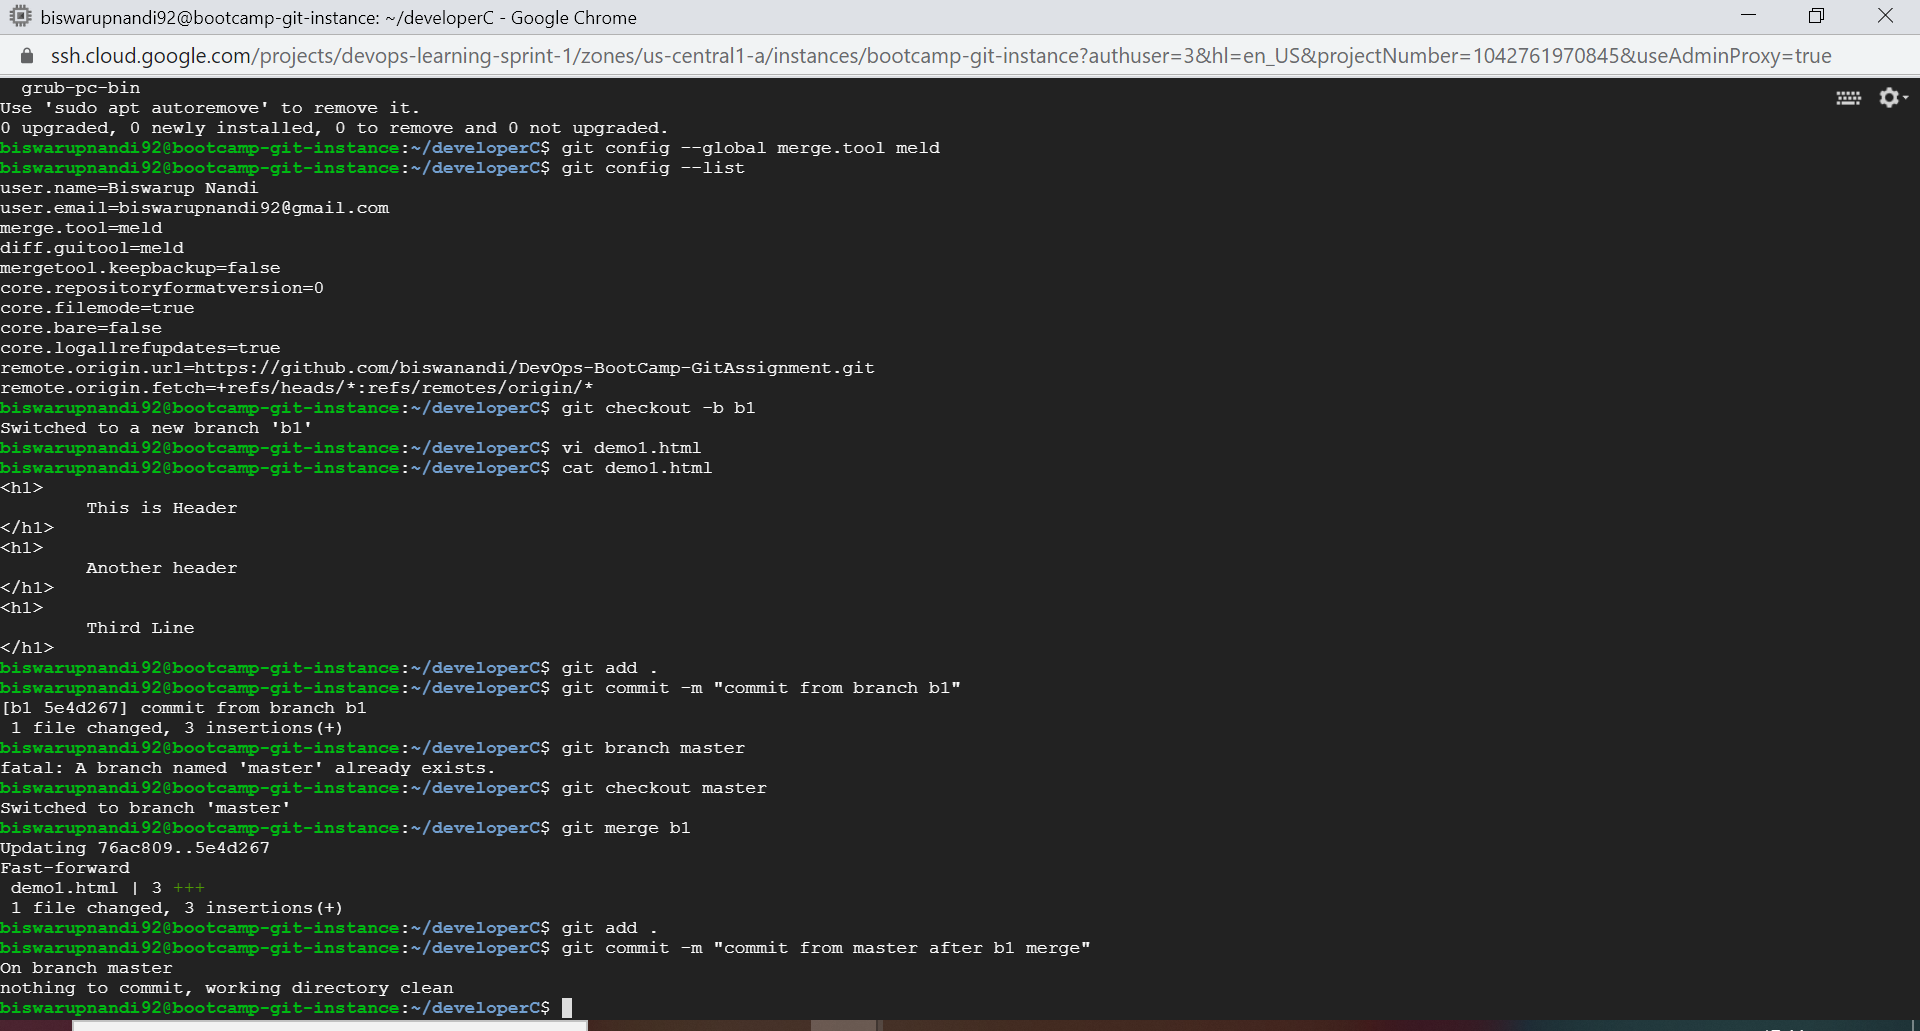 biswarupnandi92@bootcamp-git-instance: ~/developerC - Google Chrome
ssh.cloud.google.com/projects/devops-learning-sprint-1/zones/us-central1-a/instances/bootcamp-git-instance?authuser=3&hl=en_US&projectNumber=1042761970845&useAdminProxy=true
  grub-pc-bin
Use 'sudo apt autoremove' to remove it.
0 upgraded, 0 newly installed, 0 to remove and 0 not upgraded.
biswarupnandi92@bootcamp-git-instance:~/developerC$ git config --global merge.tool meld
biswarupnandi92@bootcamp-git-instance:~/developerC$ git config --list
user.name=Biswarup Nandi
user.email=biswarupnandi92@gmail.com
merge.tool=meld
diff.guitool=meld
mergetool.keepbackup=false
core.repositoryformatversion=0
core.filemode=true
core.bare=false
core.logallrefupdates=true
remote.origin.url=https://github.com/biswanandi/DevOps-BootCamp-GitAssignment.git
remote.origin.fetch=+refs/heads/*:refs/remotes/origin/*
biswarupnandi92@bootcamp-git-instance:~/developerC$ git checkout -b b1
Switched to a new branch 'b1'
biswarupnandi92@bootcamp-git-instance:~/developerC$ vi demo1.html
biswarupnandi92@bootcamp-git-instance:~/developerC$ cat demo1.html
<h1>
        This is Header
</h1>
<h1>
        Another header
</h1>
<h1>
        Third Line
</h1>
biswarupnandi92@bootcamp-git-instance:~/developerC$ git add .
biswarupnandi92@bootcamp-git-instance:~/developerC$ git commit -m "commit from branch b1"
[b1 5e4d267] commit from branch b1
 1 file changed, 3 insertions(+)
biswarupnandi92@bootcamp-git-instance:~/developerC$ git branch master
fatal: A branch named 'master' already exists.
biswarupnandi92@bootcamp-git-instance:~/developerC$ git checkout master
Switched to branch 'master'
biswarupnandi92@bootcamp-git-instance:~/developerC$ git merge b1
Updating 76ac809..5e4d267
Fast-forward
 demo1.html | 3 +++
 1 file changed, 3 insertions(+)
biswarupnandi92@bootcamp-git-instance:~/developerC$ git add .
biswarupnandi92@bootcamp-git-instance:~/developerC$ git commit -m "commit from master after b1 merge"
On branch master
nothing to commit, working directory clean
biswarupnandi92@bootcamp-git-instance:~/developerC$